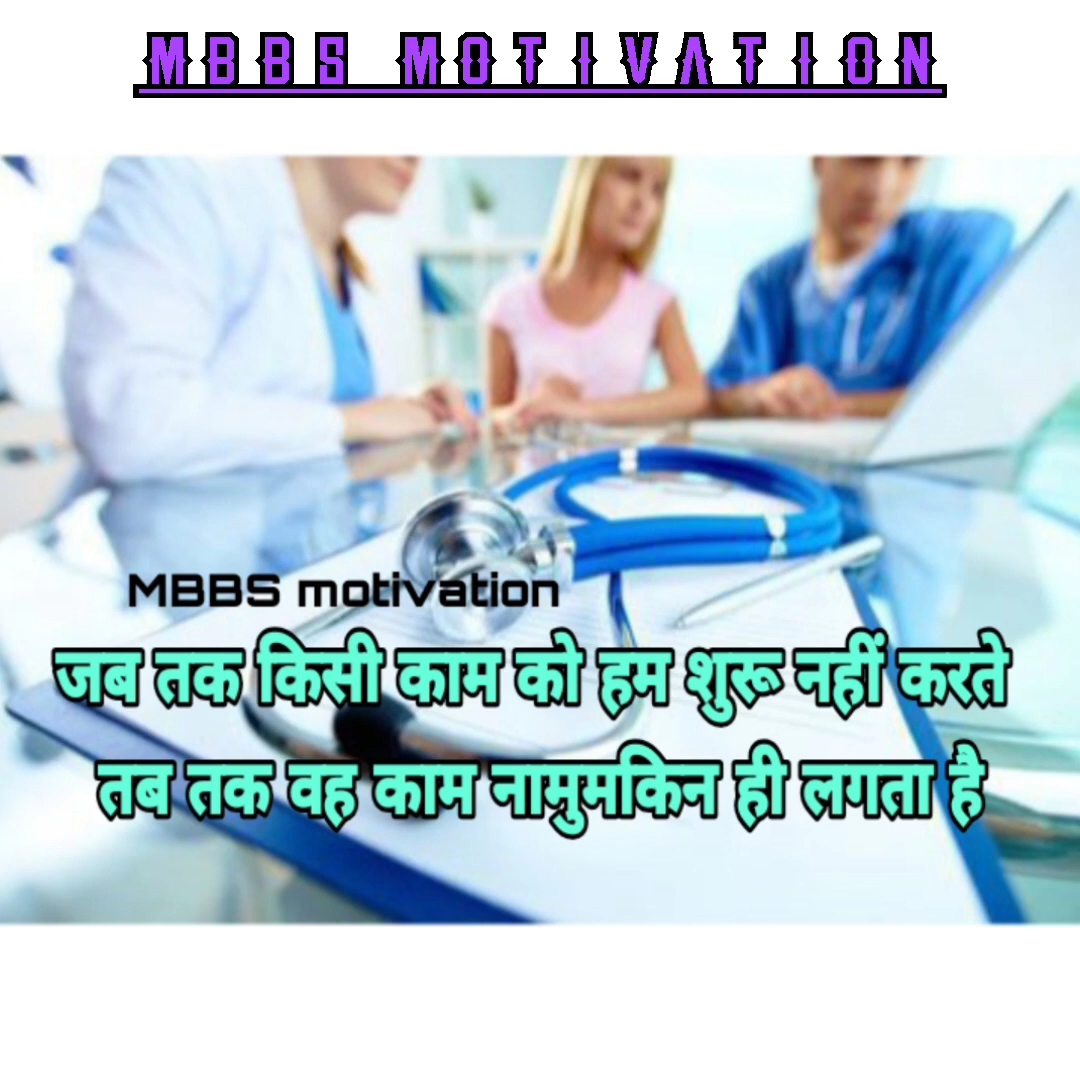 MBBS MOTIVATION
MBBS motivation
जब तक किसी काम को हम शुरू नहीं करते
तब तक वह काम नामुमकिन ही लगता है